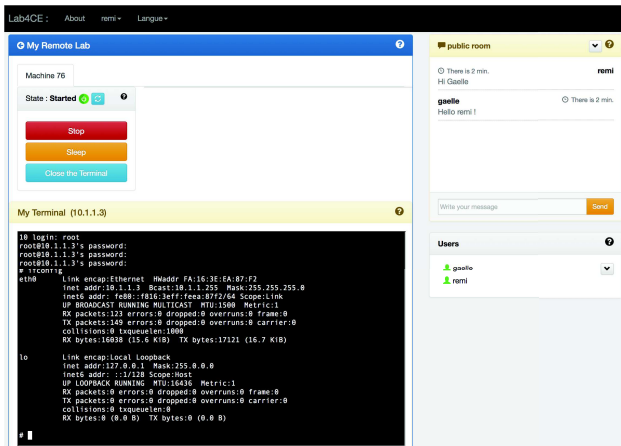 Lab4CE : About remi Langue
My Remote Lab
Machine 76
State : Started
Stop
Sleep
Close the Terminal
My Terminal (10.1.1.3)
10 login: root
root@10.1.1.3's password:
root@10.1.1.3's password:
root@10.1.1.3's password:
# ifconfig
eth0 Link encap:Ethernet HWaddr FA:16:3E:EA:87:F2
inet addr:10.1.1.3 Bcast:10.1.1.255 Mask:255.255.255.0
inet6 addr: fe80::f816:3eff:feea:87f2/64 Scope:Link
UP BROADCAST RUNNING MULTICAST MTU:1500 Metric:1
RX packets:123 errors:0 dropped:0 overruns:0 frame:0
TX packets:149 errors:0 dropped:0 overruns:0 carrier:0
collisions:0 txqueuelen:1000
RX bytes:16038 (15.6 KiB) TX bytes:17121 (16.7 KiB)
lo Link encap:Local Loopback
inet addr:127.0.0.1 Mask:255.0.0.0
inet6 addr: ::1/128 Scope:Host
UP LOOPBACK RUNNING MTU:16436 Metric:1
RX packets:0 errors:0 dropped:0 overruns:0 frame:0
TX packets:0 errors:0 dropped:0 overruns:0 carrier:0
collisions:0 txqueuelen:0
RX bytes:0 (0.0 B) TX bytes:0 (0.0 B)
#
public room
There is 2 min. remi
Hi Gaelle
gaelle There is 2 min.
Hello remi !
Write your message Send
Users
gaelle
remi